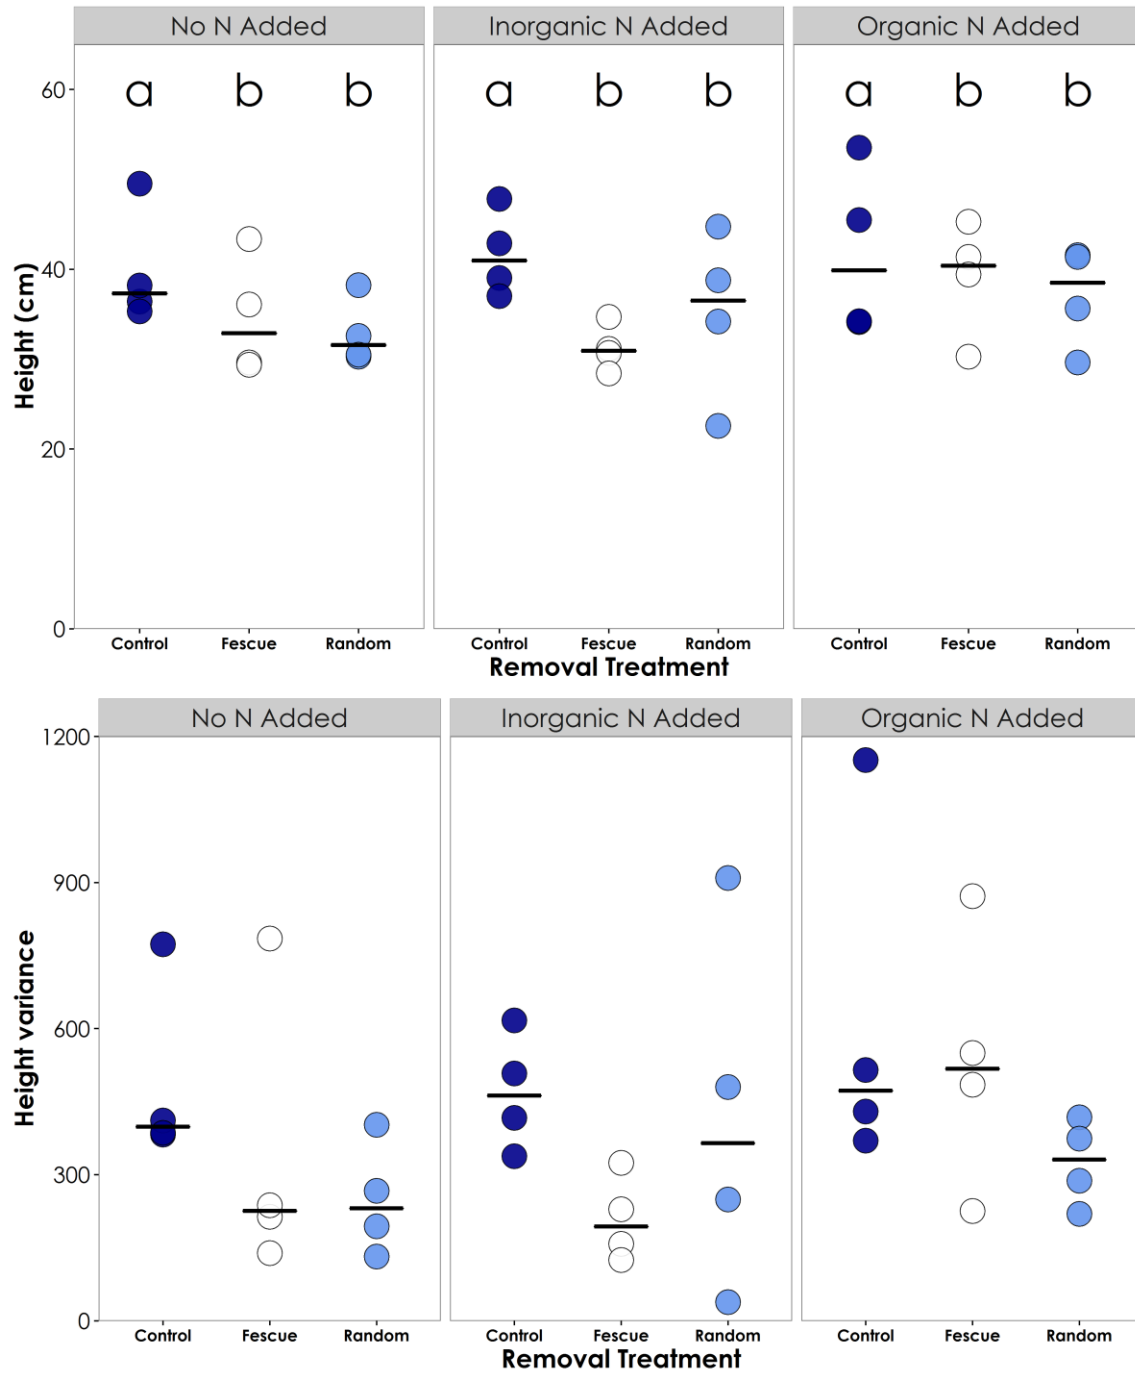 No N Added Inorganic N Added Organic N Added
a b b a b b a b b
60
40
20
0
Height (cm)
Control Fescue Random Control Fescue Random Control Fescue Random
Removal Treatment
No N Added Inorganic N Added Organic N Added
1200
900
600
300
0
Height variance
Control Fescue Random Control Fescue Random Control Fescue Random
Removal Treatment